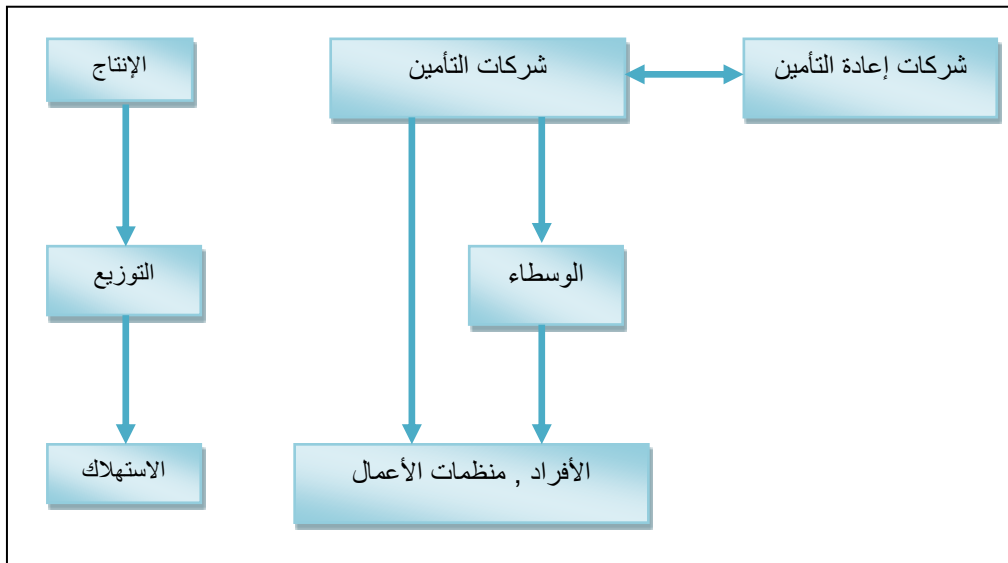 شركات إعادة التأمين
شركات التأمين
الإنتاج
الوسطاء
التوزيع
الأفراد , منظمات الأعمال
الاستهلاك